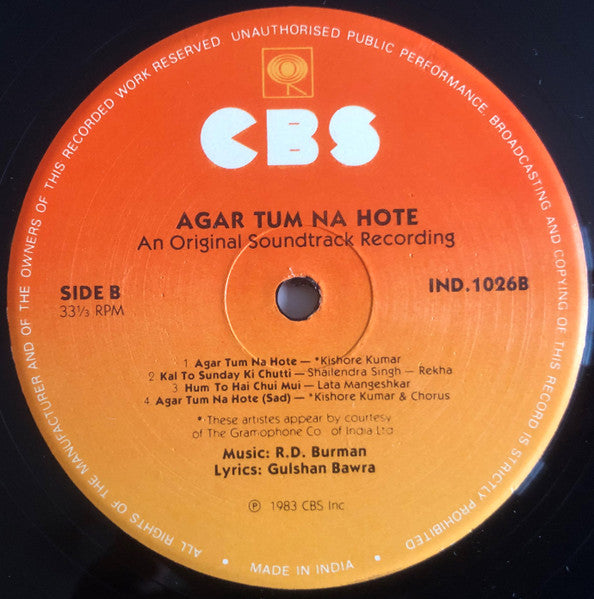 ALL RIGHTS OF THE MANUFACTURER AND OF THE OWNERS OF THIS RECORDED WORK RESERVED. UNAUTHORISED PUBLIC PERFORMANCE, BROADCASTING AND COPYING OF THIS RECORD IS STRICTLY PROHIBITED
CBS
AGAR TUM NA HOTE
An Original Soundtrack Recording
SIDE B
33⅓ RPM
IND.1026B
1 Agar Tum Na Hote — *Kishore Kumar
2 Kal To Sunday Ki Chutti — Shailendra Singh — Rekha
3 Hum To Hai Chui Mui — Lata Mangeshkar
4 Agar Tum Na Hote (Sad) — *Kishore Kumar & Chorus
* These artistes appear by courtesy
of The Gramophone Co of India Ltd
Music: R.D. Burman
Lyrics: Gulshan Bawra
℗ 1983 CBS Inc
• MADE IN INDIA •